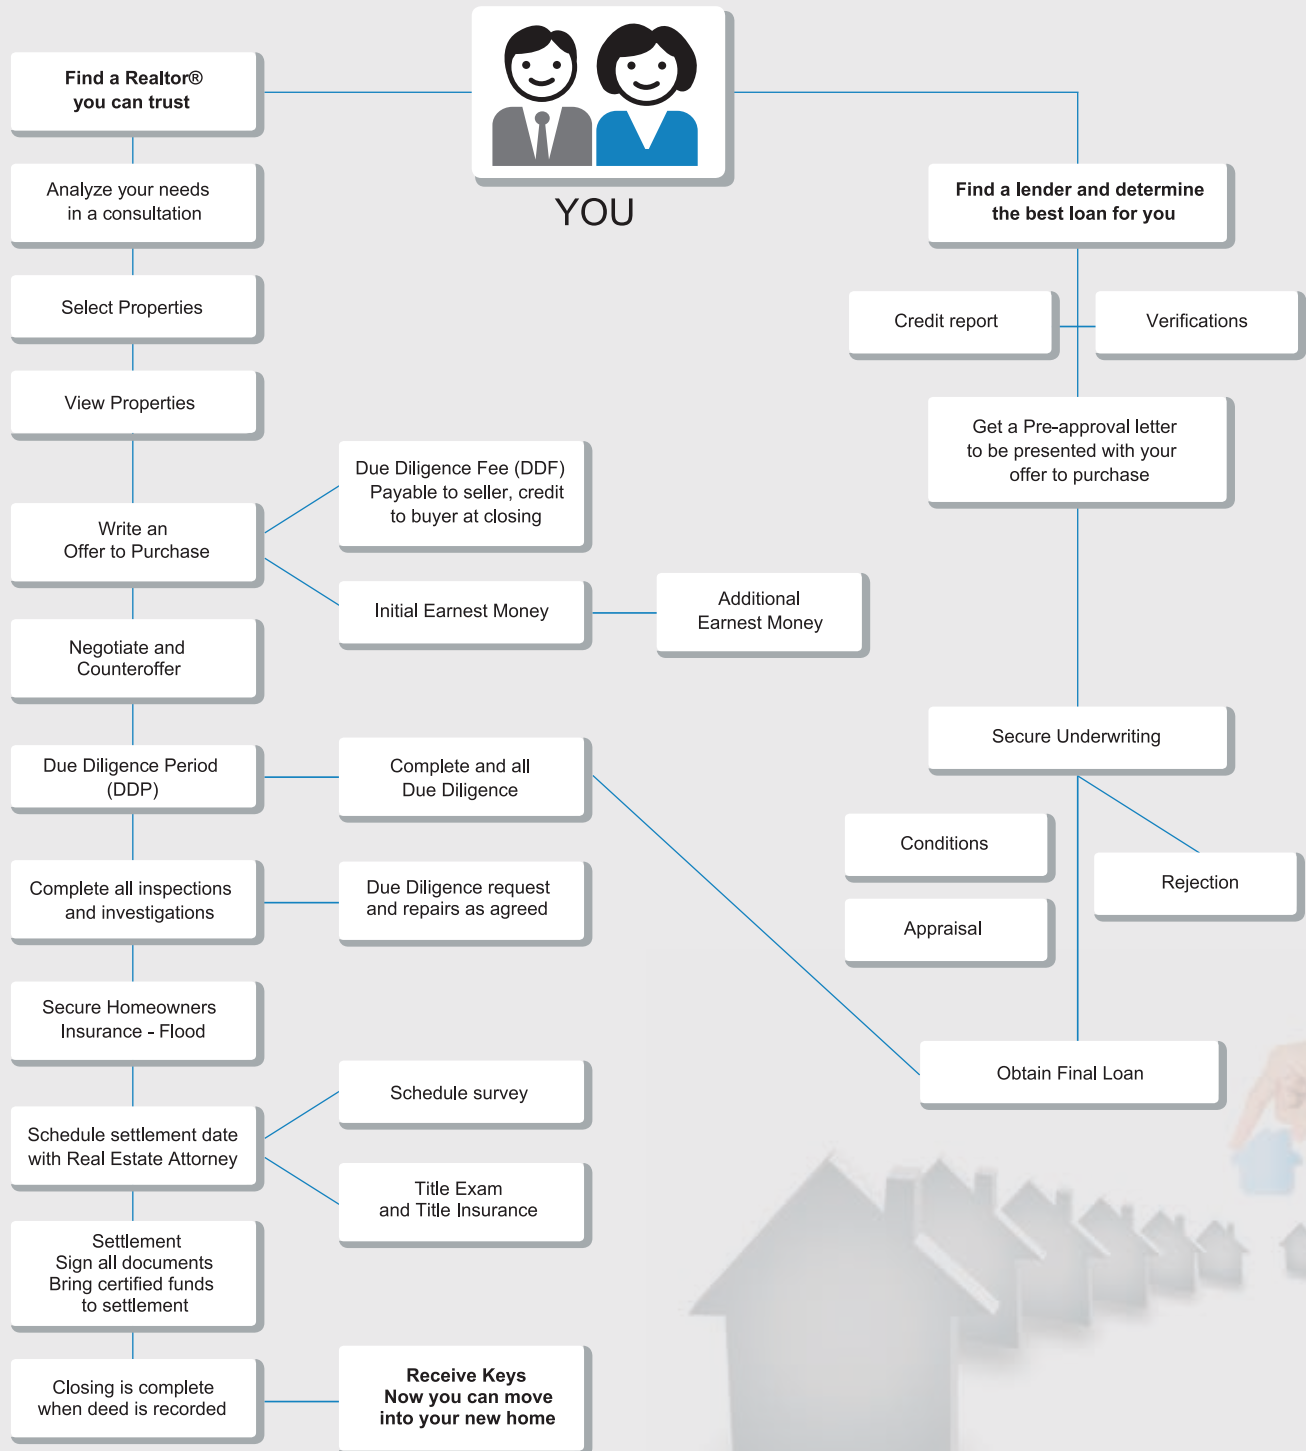 YOU
Find a Realtor®
you can trust
Analyze your needs
in a consultation
Select Properties
View Properties
Write an
Offer to Purchase
Due Diligence Fee (DDF)
Payable to seller, credit
to buyer at closing
Initial Earnest Money
Additional
Earnest Money
Negotiate and
Counteroffer
Due Diligence Period
(DDP)
Complete and all
Due Diligence
Complete all inspections
and investigations
Due Diligence request
and repairs as agreed
Secure Homeowners
Insurance - Flood
Schedule settlement date
with Real Estate Attorney
Schedule survey
Title Exam
and Title Insurance
Settlement
Sign all documents
Bring certified funds
to settlement
Closing is complete
when deed is recorded
Receive Keys
Now you can move
into your new home
Find a lender and determine
the best loan for you
Credit report
Verifications
Get a Pre-approval letter
to be presented with your
offer to purchase
Secure Underwriting
Conditions
Appraisal
Rejection
Obtain Final Loan